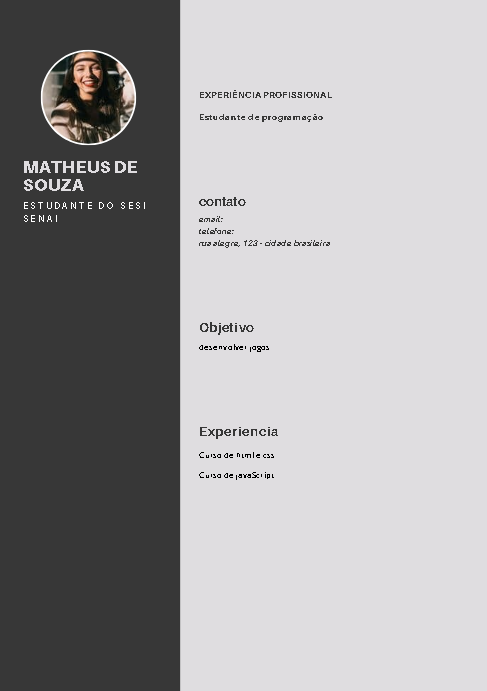 MATHEUS DE
SOUZA
ESTUDANTE DO SESI
SENAI
EXPERIÊNCIA PROFISSIONAL
Estudante de programação
contato
email:
telefone:
rua alegre, 123 - cidade brasileira
Objetivo
desenvolver jogos
Experiencia
Curso de html e css
Curso de javaScript